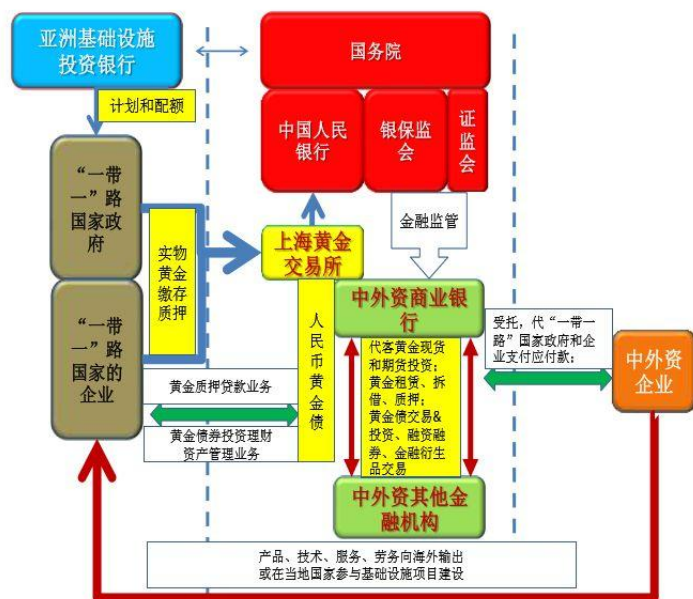 亚洲基础设施
投资银行
国务院
计划和配额
中国人民
银行
银保监
会
证
监
会
“一带
一”路
国家政
府
金融监管
实物
黄金
缴存
质押
上海黄金
交易所
“一带
一”路
国家的
企业
人
民
币
黄
金
债
中外资商业银
行
受托，代“一带一
路”国家政府和企
业支付应付款；
中外资
企业
代客黄金现货
和期货投资；
黄金租赁、拆
借、质押；
黄金债交易&
投资、融资融
券、金融衍生
品交易
黄金质押贷款业务
黄金债券投资理财
资产管理业务
中外资其他金
融机构
产品、技术、服务、劳务向海外输出
或在当地国家参与基础设施项目建设